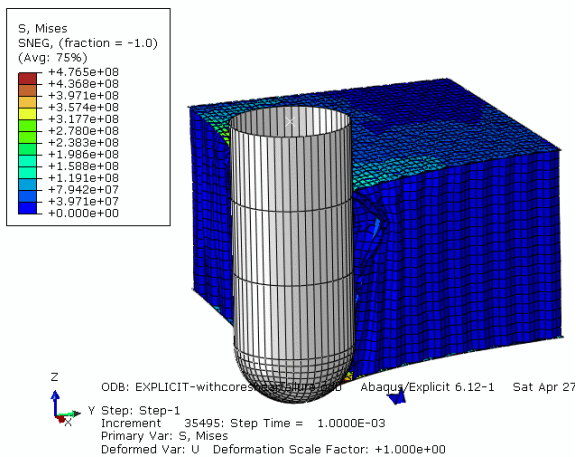 S, Mises
SNEG, (fraction = -1.0)
(Avg: 75%)
+4.765e+08
+4.368e+08
+3.971e+08
+3.574e+08
+3.177e+08
+2.780e+08
+2.383e+08
+1.986e+08
+1.588e+08
+1.191e+08
+7.942e+07
+3.971e+07
+0.000e+00
Z
Y
X
ODB: Abaqus/Explicit 6.12-1 Sat Apr 27
Step: Step-1
Increment 35495: Step Time = 1.0000E-03
Primary Var: S, Mises
Deformed Var: U Deformation Scale Factor: +1.000e+00